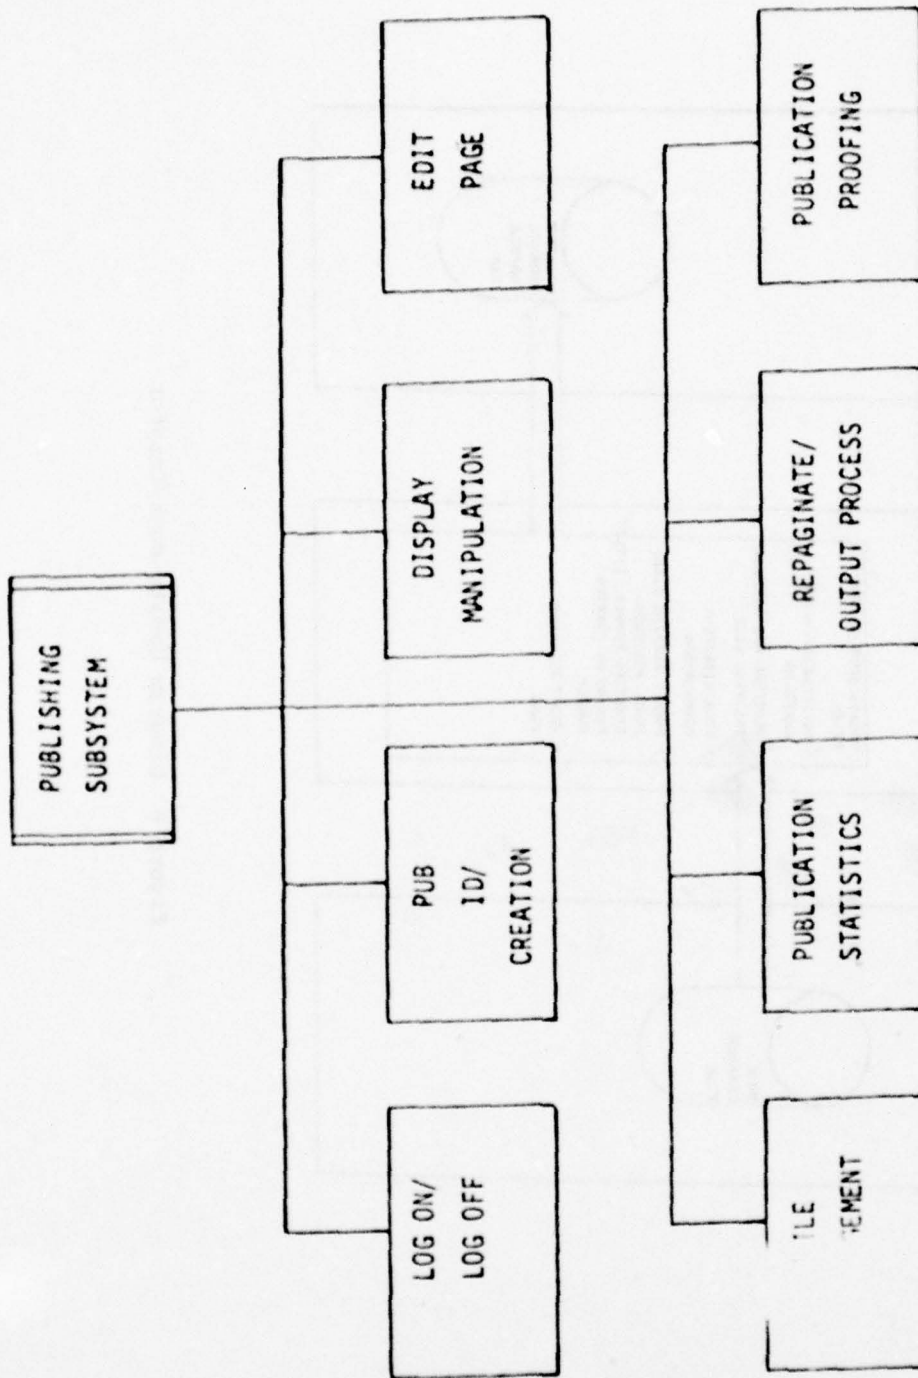 PUBLISHING
SUBSYSTEM
LOG ON/
LOG OFF
PUB
ID/
CREATION
DISPLAY
MANIPULATION
EDIT
PAGE
PUBLICATION
STATISTICS
REPAGINATE/
OUTPUT PROCESS
PUBLICATION
PROOFING